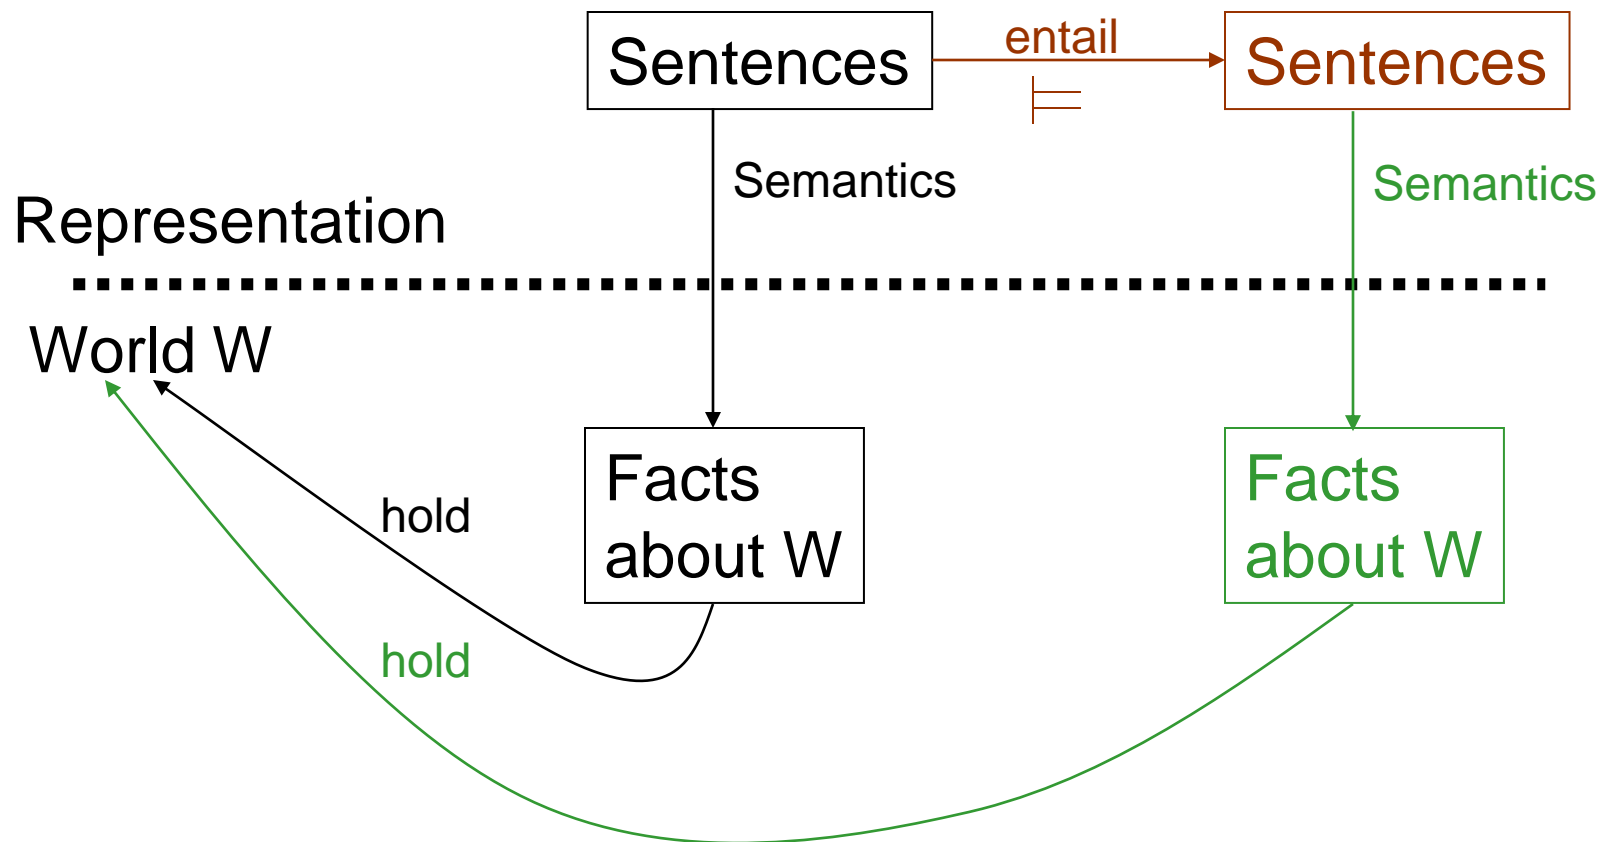 Sentences
entail
Sentences
⊨
Semantics
Semantics
Representation
World W
Facts
about W
Facts
about W
hold
hold